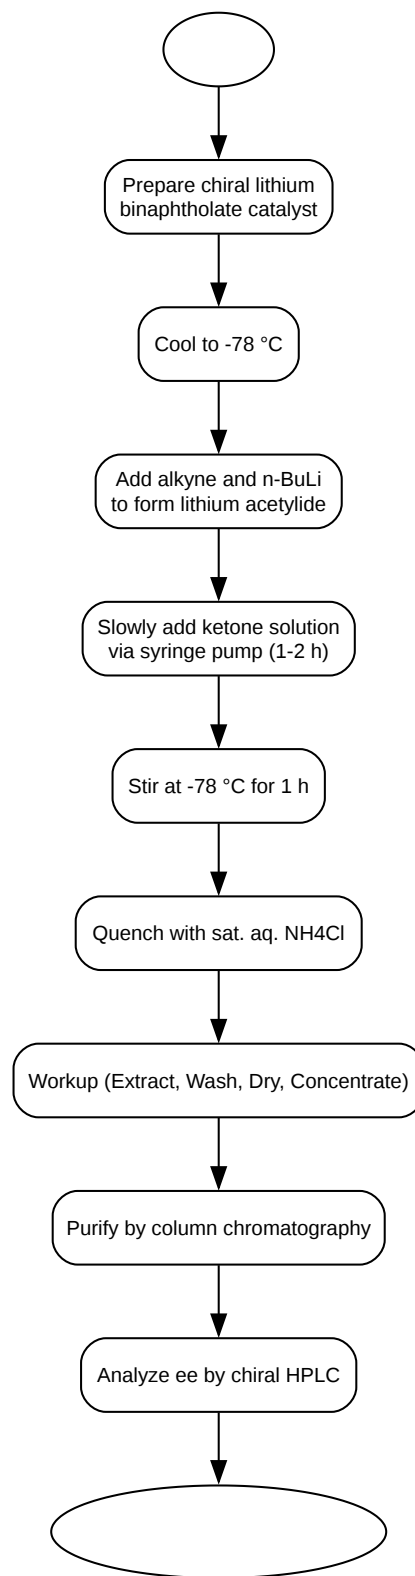 Prepare chiral lithium
binaphtholate catalyst
Cool to -78 °C
Add alkyne and n-BuLi
to form lithium acetylide
Slowly add ketone solution
via syringe pump (1-2 h)
Stir at -78 °C for 1 h
Quench with sat. aq. NH4Cl
Workup (Extract, Wash, Dry, Concentrate)
Purify by column chromatography
Analyze ee by chiral HPLC